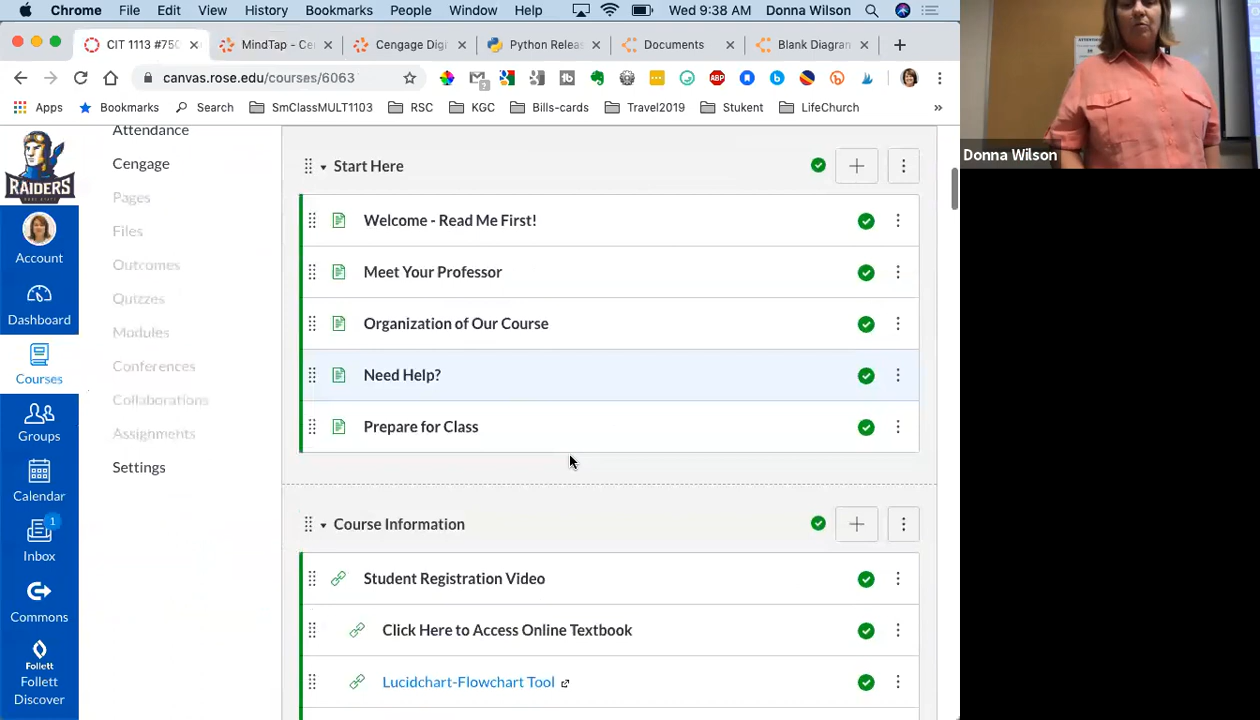 Chrome File Edit View History Bookmarks People Window Help Wed 9:38 AM Donna Wilson
CIT 1113 #750 MindTap - Ce Cengage Digi Python Releas Documents Blank Diagran
canvas.rose.edu/courses/6063
Apps Bookmarks Search SmClassMULT1103 RSC KGC Bills-cards Travel2019 Stukent LifeChurch »
Donna Wilson
RAIDERS
Account
Dashboard
Courses
Groups
Calendar
1
Inbox
Commons
Follett
Discover
Attendance
Cengage
Pages
Files
Outcomes
Quizzes
Modules
Conferences
Collaborations
Assignments
Settings
Start Here
Welcome - Read Me First!
Meet Your Professor
Organization of Our Course
Need Help?
Prepare for Class
Course Information
Student Registration Video
Click Here to Access Online Textbook
Lucidchart-Flowchart Tool